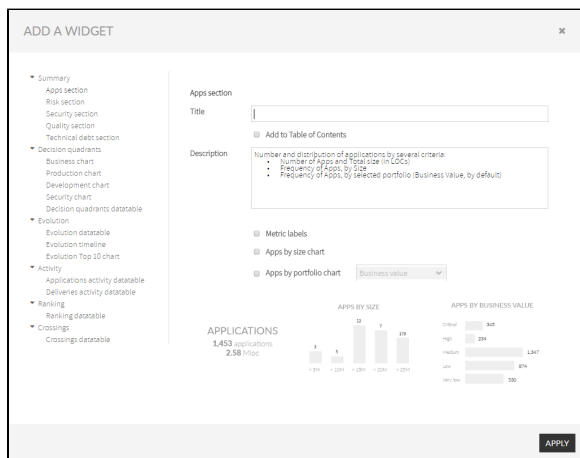 ADD A WIDGET
Summary
Apps section
Risk section
Security section
Quality section
Technical debt section
Decision quadrants
Business chart
Production chart
Development chart
Security chart
Decision quadrants datatable
Evolution
Evolution datatable
Evolution timeline
Evolution Top 10 chart
Activity
Applications activity datatable
Deliveries activity datatable
Ranking
Ranking datatable
Crossings
Crossings datatable
Apps section
Title
Add to Table of Contents
Description
Number and distribution of applications by several criteria:
• Number of Apps and Total size (in LOCs)
• Frequency of Apps, by Size
• Frequency of Apps, by selected portfolio (Business Value, by default)
Metric labels
Apps by size chart
Apps by portfolio chart
Business value
APPLICATIONS
1,453 applications
2.58 Mloc
APPS BY SIZE
APPS BY BUSINESS VALUE
Critical 345
High 234
Medium 1,347
Low 874
Very low
APPLY